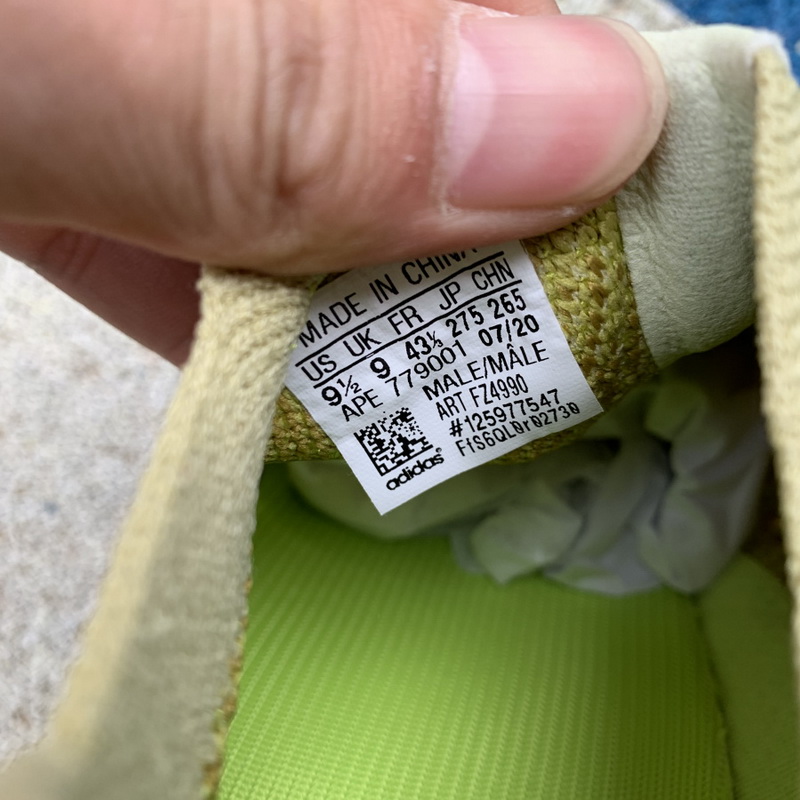 MADE IN CHINA
US UK FR JP CHN
9½ 9 43⅓ 275 265
APE 779001 07/20
MALE/MÂLE
ART FZ4990
#125977547
FfS6QL0r02730
adidas®